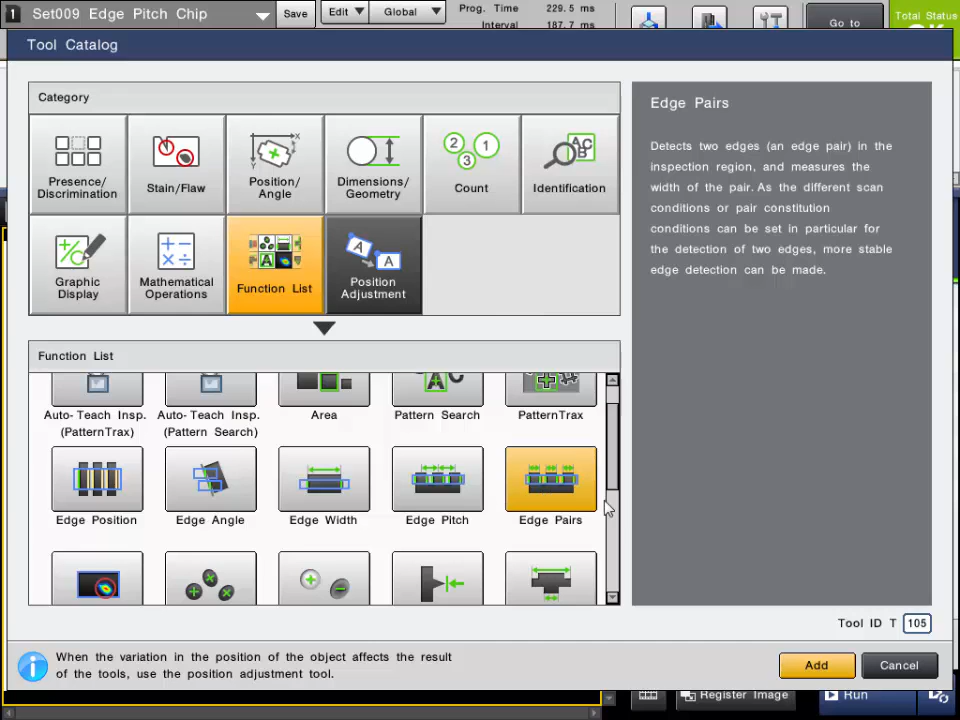 1 Set009 Edge Pitch Chip Save Edit Global Prog. Time 229.5 ms
Interval 187.7 ms
Go to
Total Status
Tool Catalog
Category
Presence/
Discrimination
Stain/Flaw
Position/
Angle
Dimensions/
Geometry
Count
Identification
Graphic
Display
Mathematical
Operations
Function List
Position
Adjustment
Function List
Auto-Teach Insp.
(PatternTrax)
Auto-Teach Insp.
(Pattern Search)
Area
Pattern Search
PatternTrax
Edge Position
Edge Angle
Edge Width
Edge Pitch
Edge Pairs
Edge Pairs
Detects two edges (an edge pair) in the
inspection region, and measures the
width of the pair. As the different scan
conditions or pair constitution
conditions can be set in particular for
the detection of two edges, more stable
edge detection can be made.
Tool ID T 105
When the variation in the position of the object affects the result
of the tools, use the position adjustment tool.
Add
Cancel
Register Image
Run